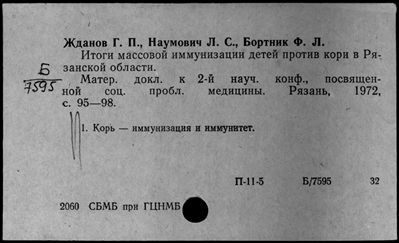 Жданов Г. П., Наумович Л. С., Бортник Ф. Л.
Итоги массовой иммунизации детей против кори в Ря-
занской области.
Б
7595
Матер. докл. к 2-й науч. конф., посвящен-
ной соц. пробл. медицины. Рязань, 1972,
с. 95—98.
1. Корь — иммунизация и иммунитет.
П-11-5 Б/7595 32
2060 СБМБ при ГЦНМБ